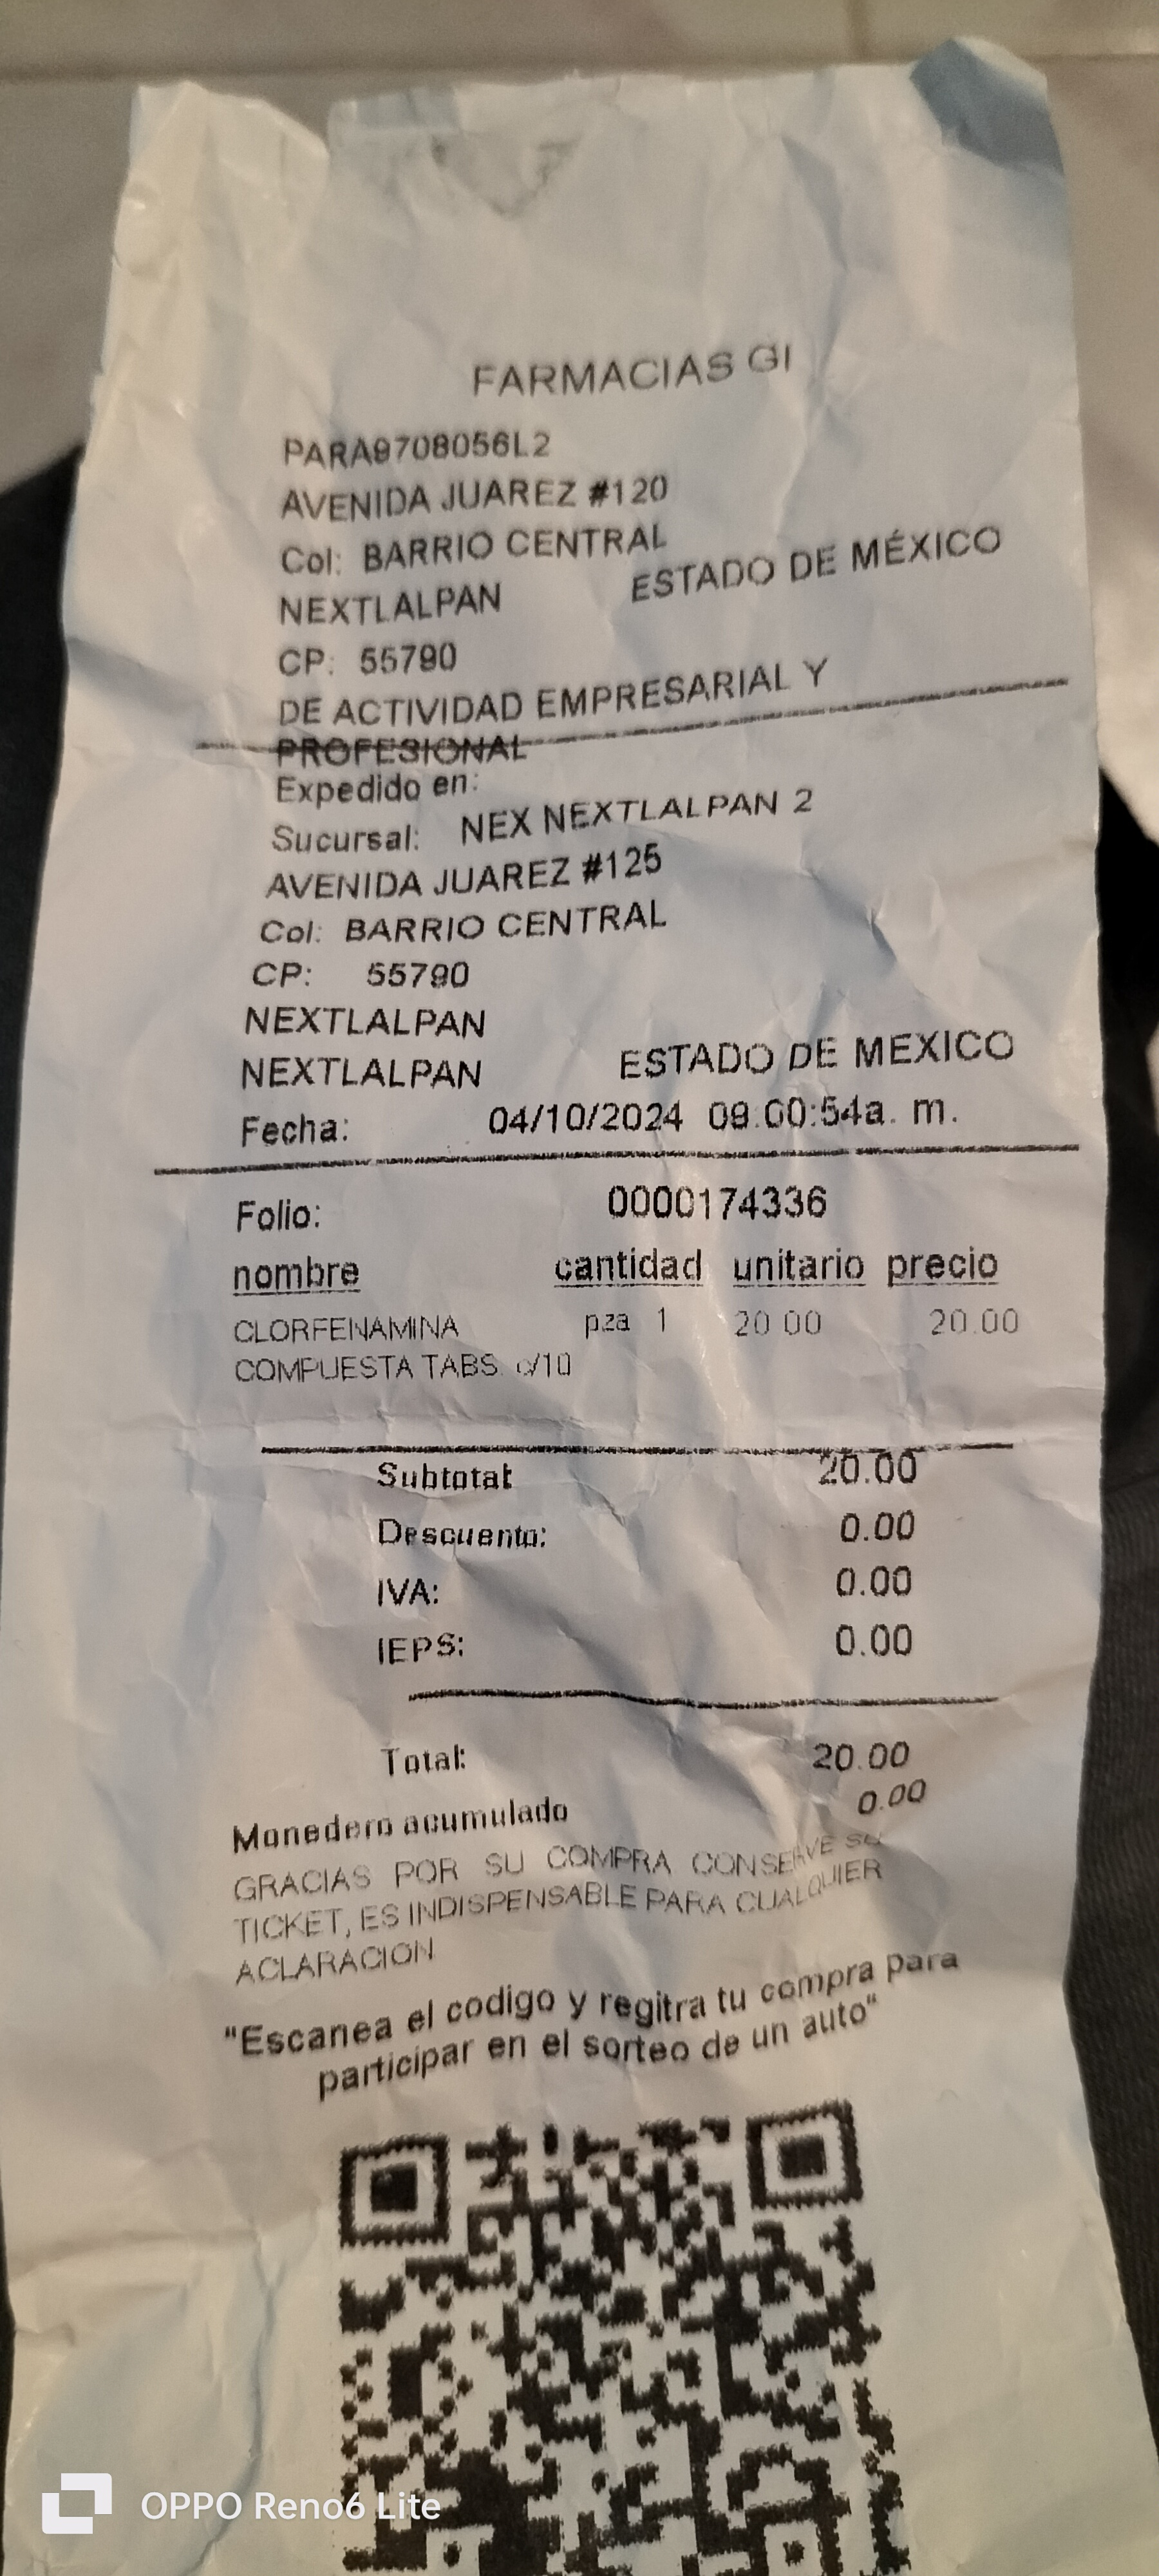 FARMACIAS GI
PARA9708056L2
AVENIDA JUAREZ #120
Col: BARRIO CENTRAL
NEXTLALPAN ESTADO DE MÉXICO
CP: 55790
DE ACTIVIDAD EMPRESARIAL Y
PROFESIONAL
Expedido en:
Sucursal: NEX NEXTLALPAN 2
AVENIDA JUAREZ #125
Col: BARRIO CENTRAL
CP: 55790
NEXTLALPAN
NEXTLALPAN ESTADO DE MEXICO
Fecha: 04/10/2024 09:00:54a. m.
Folio: 0000174336
nombre cantidad unitario precio
CLORFENAMINA pza 1 20.00 20.00
COMPUESTA TABS. c/10
Subtotal: 20.00
Descuento: 0.00
IVA: 0.00
IEPS: 0.00
Total: 20.00
Monedero acumulado 0.00
GRACIAS POR SU COMPRA CONSERVE SU
TICKET, ES INDISPENSABLE PARA CUALQUIER
ACLARACION
"Escanea el codigo y regitra tu compra para
participar en el sorteo de un auto"
OPPO Reno6 Lite